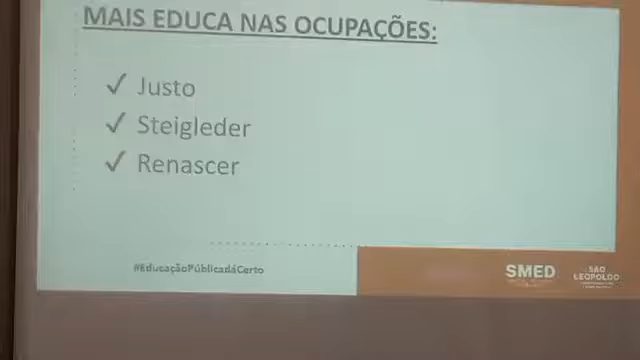 MAIS EDUCA NAS OCUPAÇÕES:
✓ Justo
✓ Steigleder
✓ Renascer
#EducaçãoPúblicadáCerto
SMED
SÃO
LEOPOLDO